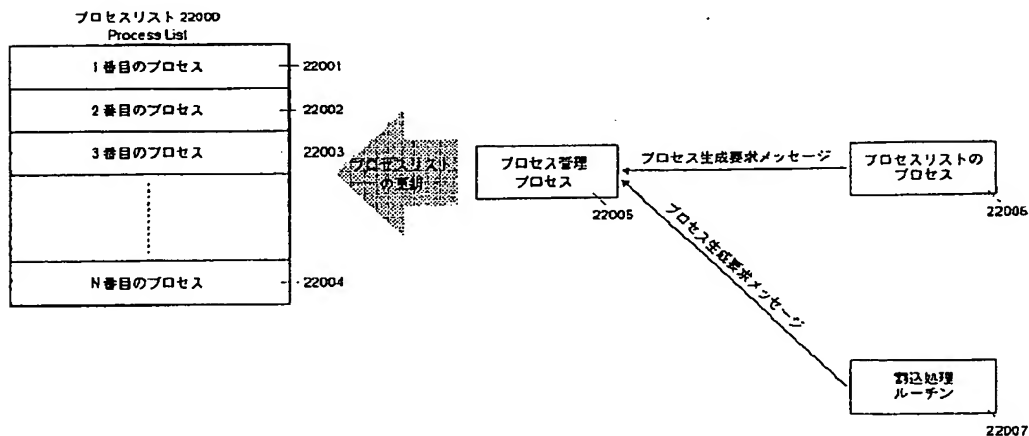 プロセスリスト 22000
Process List
1番目のプロセス
22001
2番目のプロセス
22002
3番目のプロセス
22003
N番目のプロセス
22004
プロセスリスト
の更新
プロセス管理
プロセス
22005
プロセス生成要求メッセージ
プロセス生成要求メッセージ
プロセスリストの
プロセス
22006
割込処理
ルーチン
22007